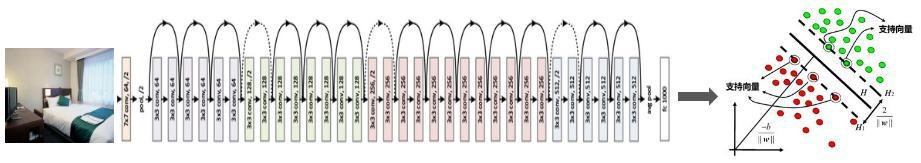 7x7 conv, 64, /2
pool, /2
3x3 conv, 64
3x3 conv, 64
3x3 conv, 64
3x3 conv, 64
3x3 conv, 64
3x3 conv, 64
3x3 conv, 128, /2
3x3 conv, 128
3x3 conv, 128
3x3 conv, 128
3x3 conv, 128
3x3 conv, 128
3x3 conv, 128
3x3 conv, 128
3x3 conv, 256, /2
3x3 conv, 256
3x3 conv, 256
3x3 conv, 256
3x3 conv, 256
3x3 conv, 256
3x3 conv, 256
3x3 conv, 256
3x3 conv, 256
3x3 conv, 256
3x3 conv, 256
3x3 conv, 256
3x3 conv, 512, /2
3x3 conv, 512
3x3 conv, 512
3x3 conv, 512
3x3 conv, 512
3x3 conv, 512
avg pool
fc 1000
支持向量
支持向量
H
H₂
H₁
2
‖w‖
-b
‖w‖